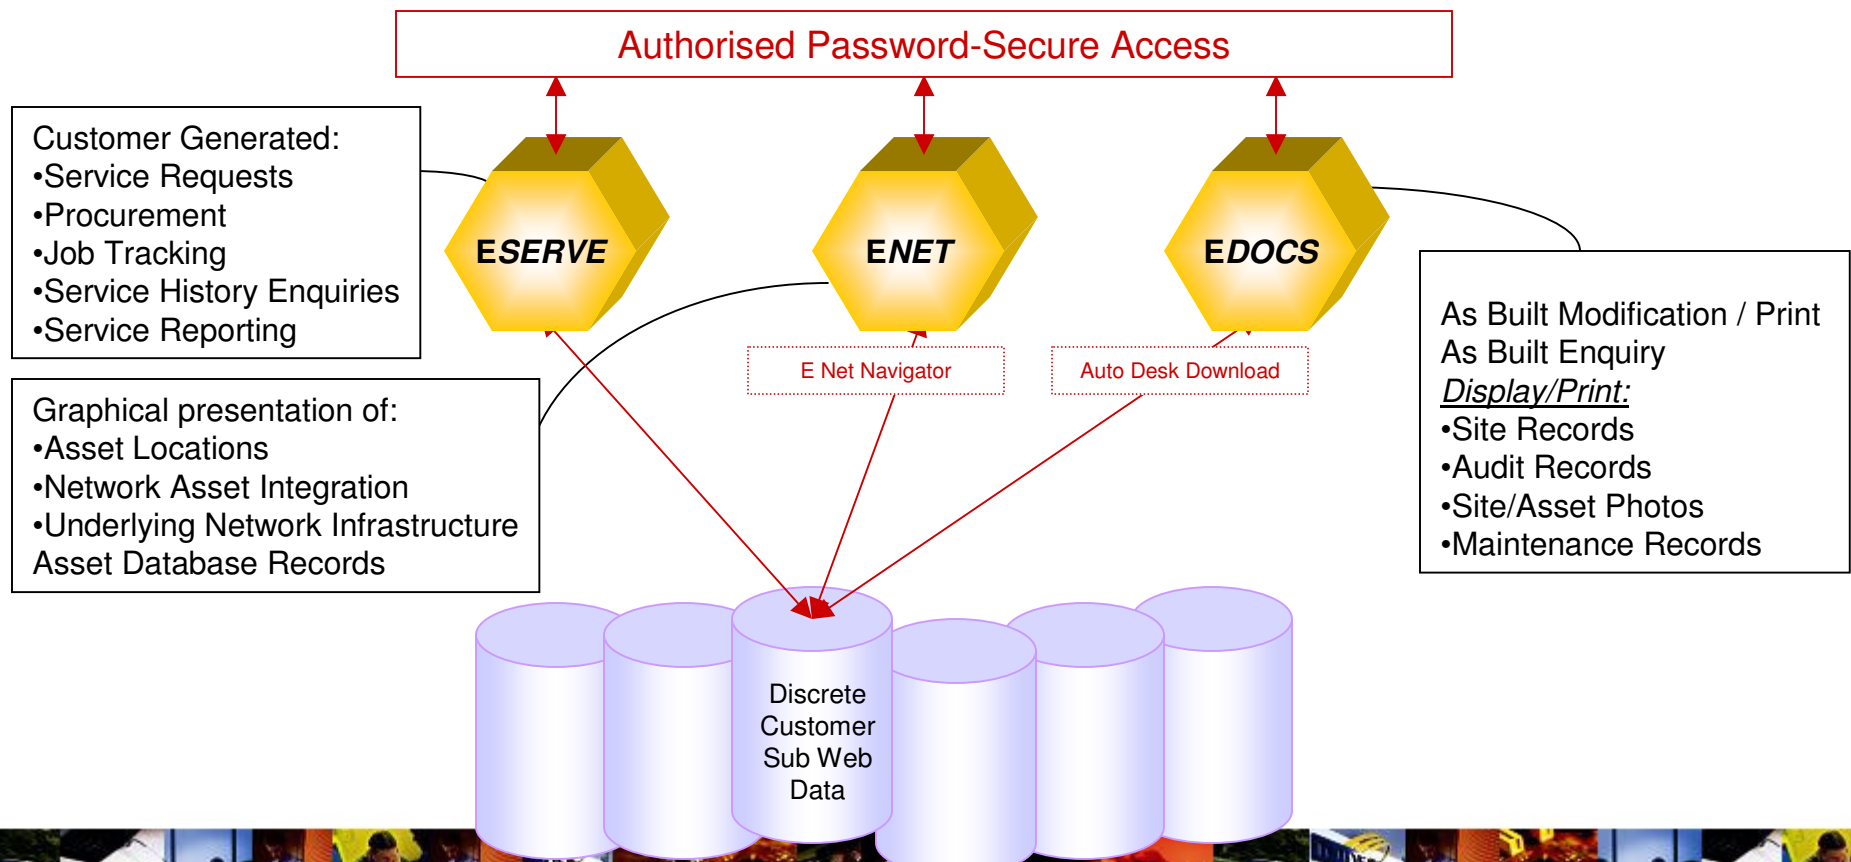 Authorised Password-Secure Access
Customer Generated:
•Service Requests
•Procurement
•Job Tracking
•Service History Enquiries
•Service Reporting
ESERVE
ENET
EDOCS
As Built Modification / Print
As Built Enquiry
Display/Print:
•Site Records
•Audit Records
•Site/Asset Photos
•Maintenance Records
E Net Navigator
Auto Desk Download
Graphical presentation of:
•Asset Locations
•Network Asset Integration
•Underlying Network Infrastructure
Asset Database Records
Discrete
Customer
Sub Web
Data